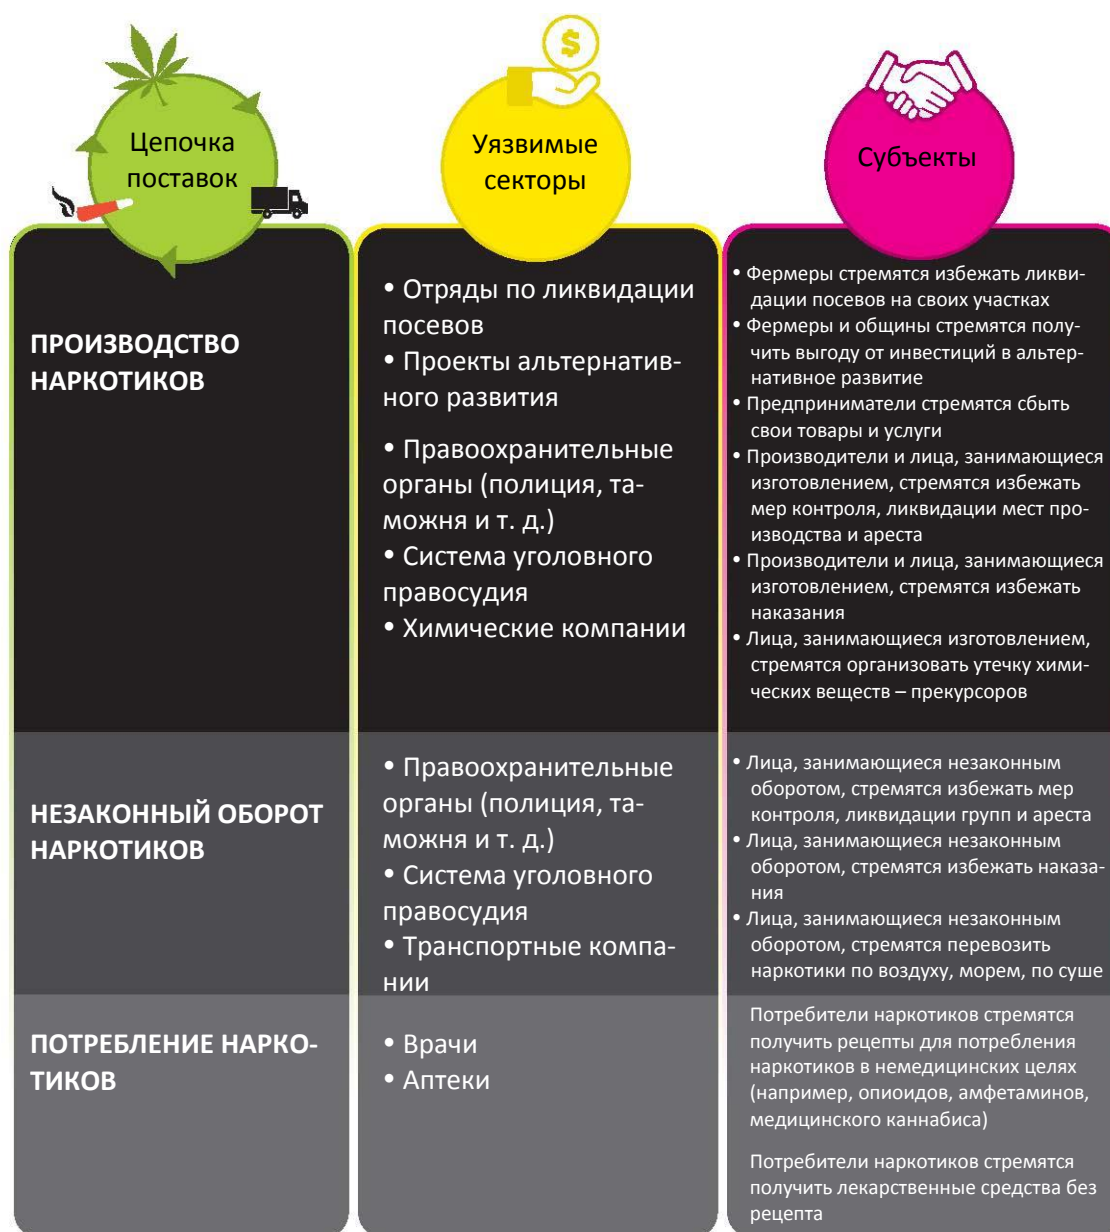 $
Цепочка
поставок
Уязвимые
секторы
Субъекты
ПРОИЗВОДСТВО
НАРКОТИКОВ
• Отряды по ликвидации
посевов
• Проекты альтернатив-
ного развития
• Правоохранительные
органы (полиция, та-
можня и т. д.)
• Система уголовного
правосудия
• Химические компании
• Фермеры стремятся избежать ликви-
дации посевов на своих участках
• Фермеры и общины стремятся полу-
чить выгоду от инвестиций в альтер-
нативное развитие
• Предприниматели стремятся сбыть
свои товары и услуги
• Производители и лица, занимающиеся
изготовлением, стремятся избежать
мер контроля, ликвидации мест про-
изводства и ареста
• Производители и лица, занимающиеся
изготовлением, стремятся избежать
наказания
• Лица, занимающиеся изготовлением,
стремятся организовать утечку хими-
ческих веществ – прекурсоров
НЕЗАКОННЫЙ ОБОРОТ
НАРКОТИКОВ
• Правоохранительные
органы (полиция, та-
можня и т. д.)
• Система уголовного
правосудия
• Транспортные компа-
нии
• Лица, занимающиеся незаконным
оборотом, стремятся избежать мер
контроля, ликвидации групп и ареста
• Лица, занимающиеся незаконным
оборотом, стремятся избежать наказа-
ния
• Лица, занимающиеся незаконным
оборотом, стремятся перевозить
наркотики по воздуху, морем, по суше
ПОТРЕБЛЕНИЕ НАРКО-
ТИКОВ
• Врачи
• Аптеки
Потребители наркотиков стремятся
получить рецепты для потребления
наркотиков в немедицинских целях
(например, опиоидов, амфетаминов,
медицинского каннабиса)
Потребители наркотиков стремятся
получить лекарственные средства без
рецепта